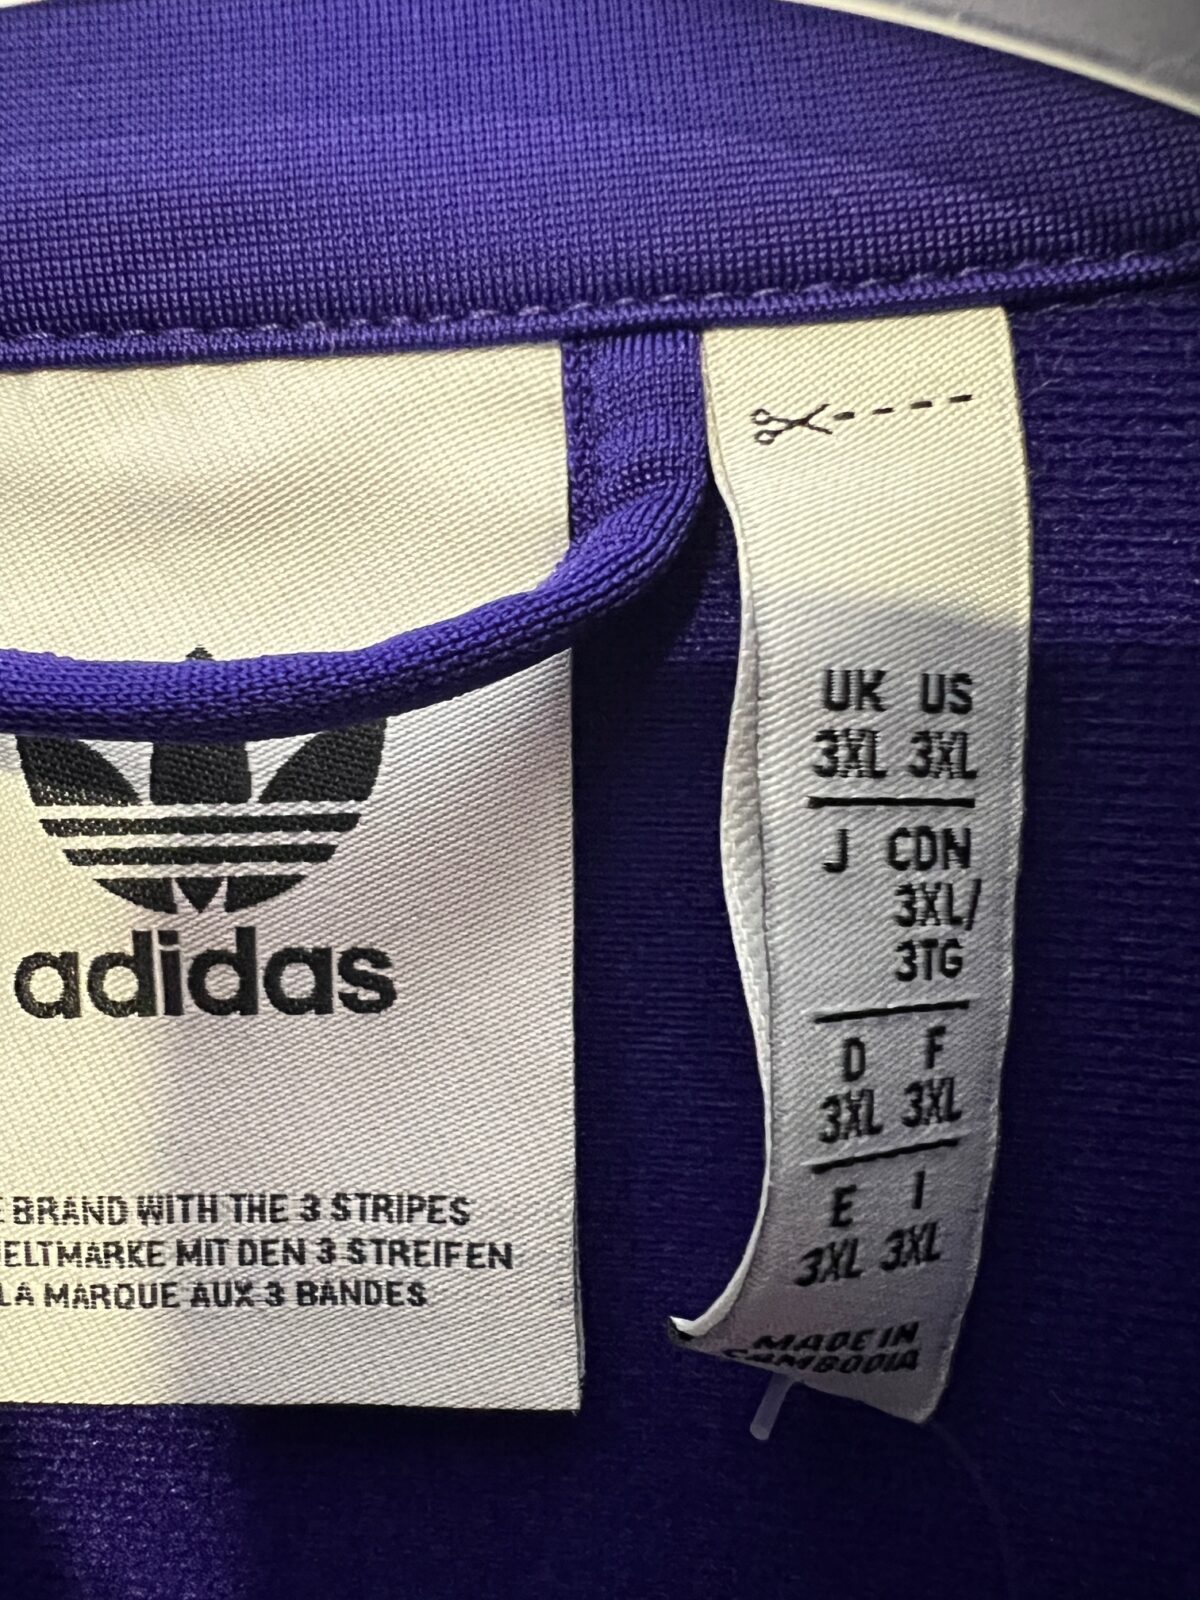 adidas
BRAND WITH THE 3 STRIPES
ELTMARKE MIT DEN 3 STREIFEN
LA MARQUE AUX 3 BANDES
UK US
3XL 3XL
J CDN
3XL/
3TG
D F
3XL 3XL
E I
3XL 3XL
MADE IN
CAMBODIA